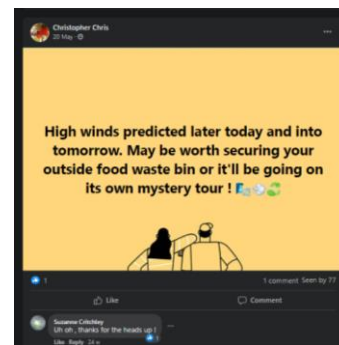 Christopher Chris
20 May
High winds predicted later today and into
tomorrow. May be worth securing your
outside food waste bin or it'll be going on
its own mystery tour !
1
1 comment Seen by 77
Like
Comment
Suzanne Critchley
Uh oh , thanks for the heads up !
1
Like Reply 24 w